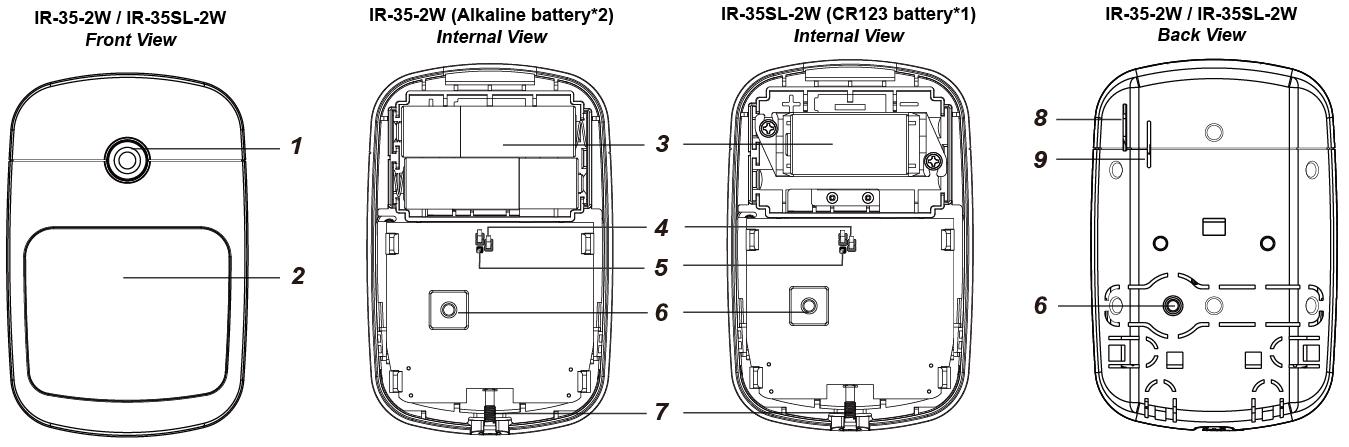 IR-35-2W / IR-35SL-2W
Front View
IR-35-2W (Alkaline battery*2)
Internal View
IR-35SL-2W (CR123 battery*1)
Internal View
IR-35-2W / IR-35SL-2W
Back View
1
2
3
4
5
6
7
8
9
6